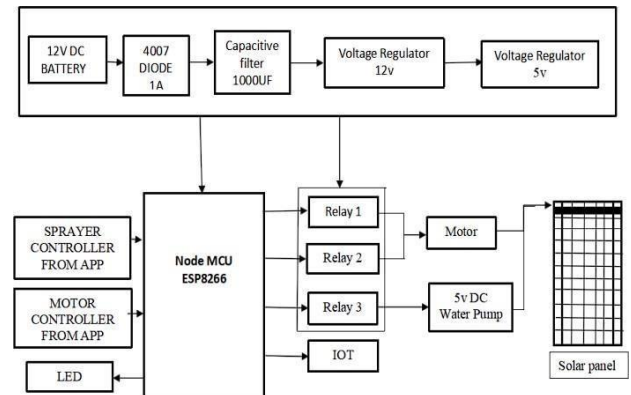 12V DC
BATTERY
4007
DIODE
1A
Capacitive
filter
1000UF
Voltage Regulator
12v
Voltage Regulator
5v
SPRAYER
CONTROLLER
FROM APP
MOTOR
CONTROLLER
FROM APP
LED
Node MCU
ESP8266
Relay 1
Relay 2
Relay 3
IOT
Motor
5v DC
Water Pump
Solar panel